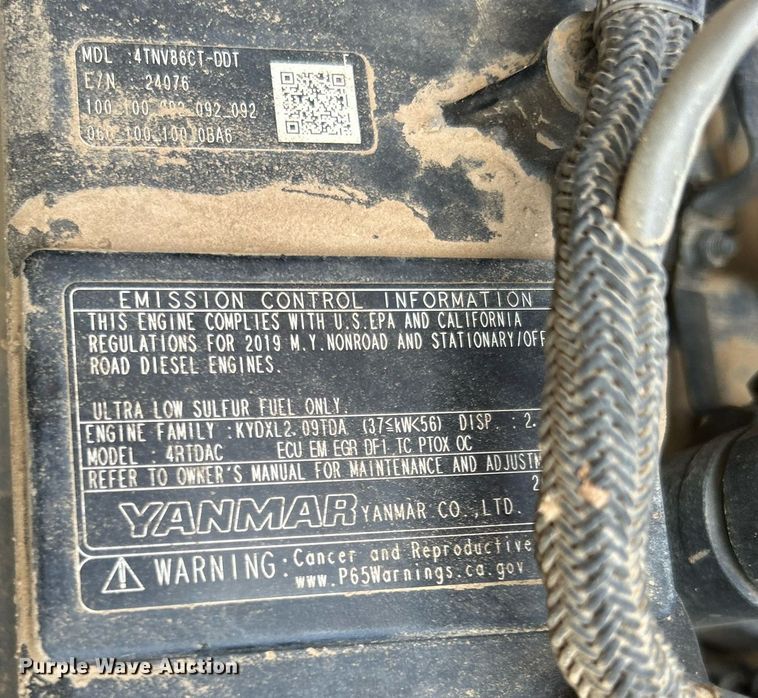 MDL : 4TNV86CT-DDT
E/N : 24076
100 100 092 092
100 100 0BA6
EMISSION CONTROL INFORMATION
THIS ENGINE COMPLIES WITH U.S.EPA AND CALIFORNIA
REGULATIONS FOR 2019 M.Y.NONROAD AND STATIONARY/OFF
ROAD DIESEL ENGINES.
ULTRA LOW SULFUR FUEL ONLY.
ENGINE FAMILY : KYDXL2.09TDA (37≦kW<56) DISP. : 2.
MODEL : 4RTDAC ECU EM EGR DFI TC PTOX OC
REFER TO OWNER'S MANUAL FOR MAINTENANCE AND ADJUSTM
2
YANMAR YANMAR CO.,LTD.
WARNING: Cancer and Reproductive
www.P65Warnings.ca.gov
Purple Wave Auction